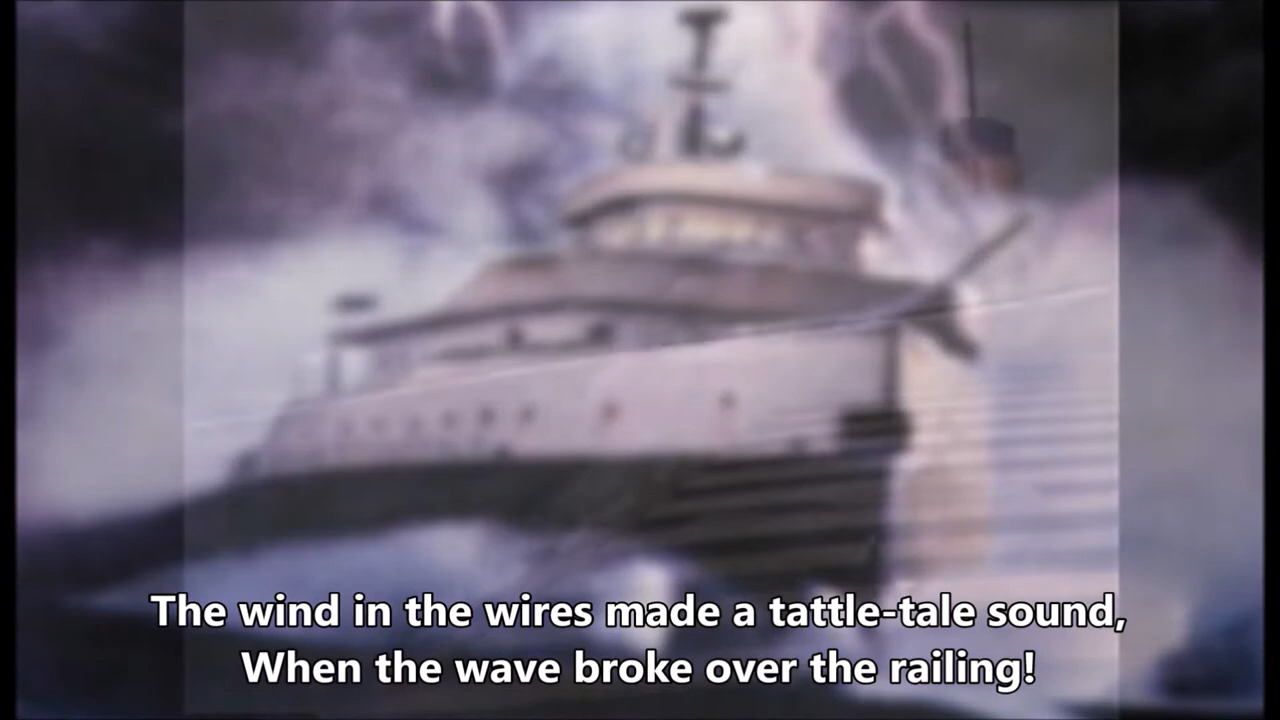 The wind in the wires made a tattle-tale sound,
When the wave broke over the railing!